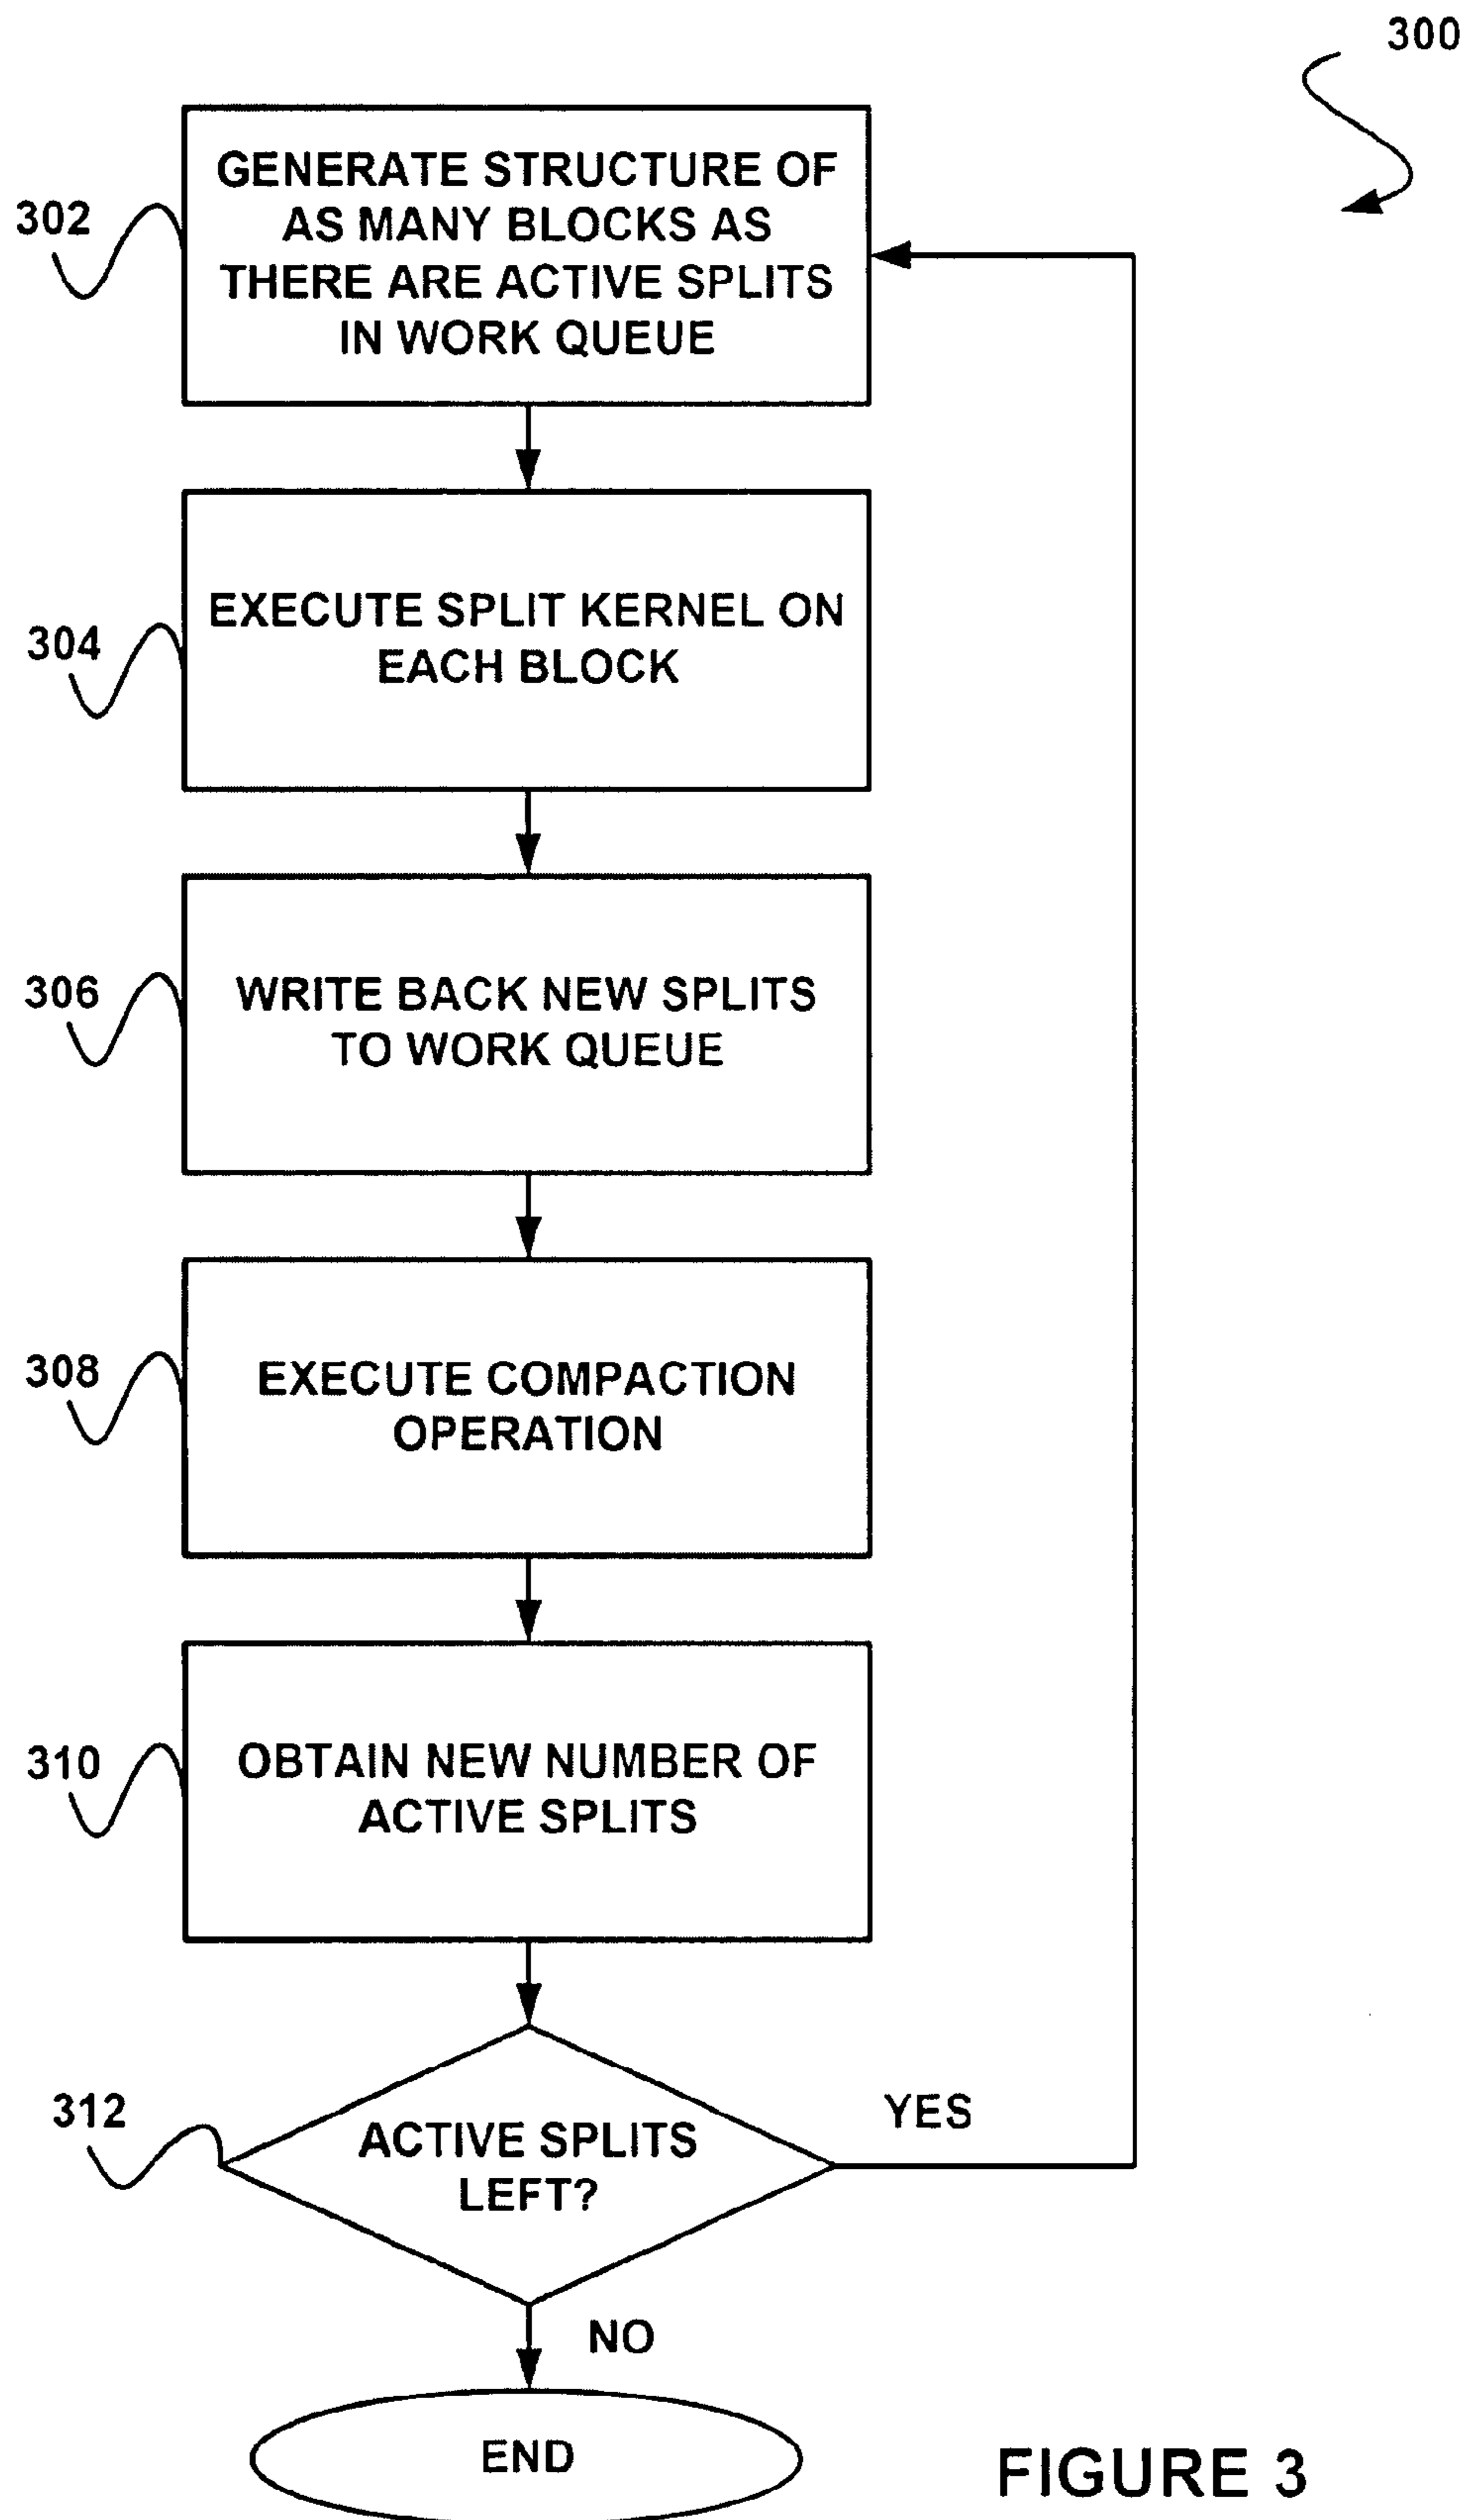 300
GENERATE STRUCTURE OF
AS MANY BLOCKS AS
THERE ARE ACTIVE SPLITS
IN WORK QUEUE
302
EXECUTE SPLIT KERNEL ON
EACH BLOCK
304
WRITE BACK NEW SPLITS
TO WORK QUEUE
306
EXECUTE COMPACTION
OPERATION
308
OBTAIN NEW NUMBER OF
ACTIVE SPLITS
310
312
ACTIVE SPLITS
LEFT?
YES
NO
END
FIGURE 3